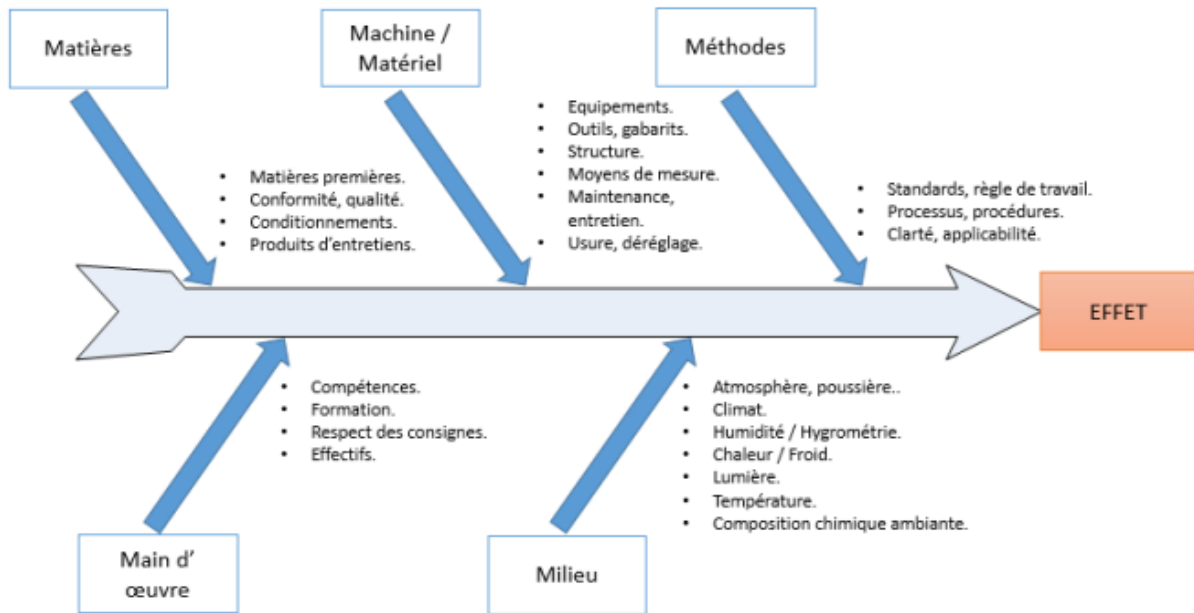 Matières
Machine /
Matériel
Méthodes
• Matières premières.
• Conformité, qualité.
• Conditionnements.
• Produits d'entretiens.
• Equipements.
• Outils, gabarits.
• Structure.
• Moyens de mesure.
• Maintenance,
entretien.
• Usure, déréglage.
• Standards, règle de travail.
• Processus, procédures.
• Clarté, applicabilité.
EFFET
• Compétences.
• Formation.
• Respect des consignes.
• Effectifs.
• Atmosphère, poussière..
• Climat.
• Humidité / Hygrométrie.
• Chaleur / Froid.
• Lumière.
• Température.
• Composition chimique ambiante.
Main d'
œuvre
Milieu